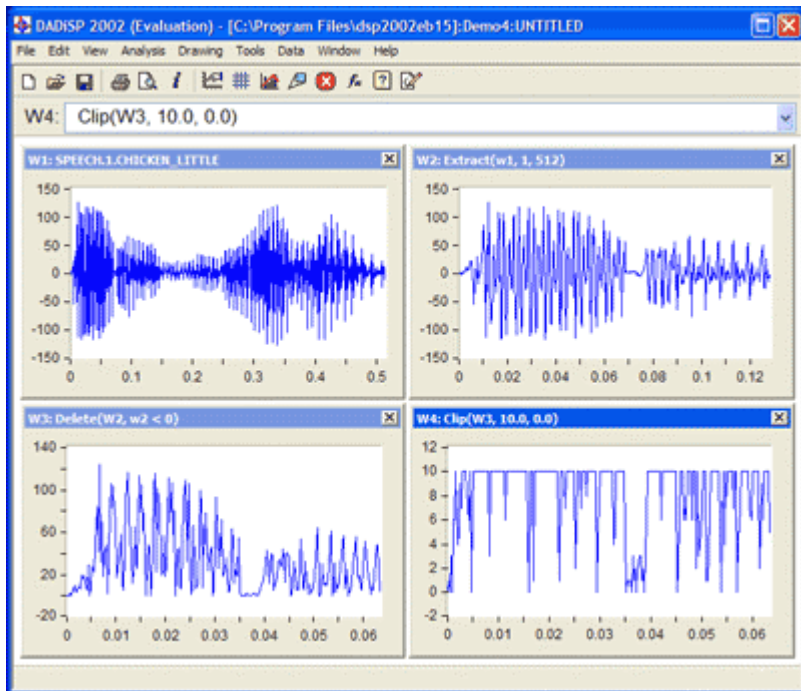 DADiSP 2002 (Evaluation) - [C:\Program Files\dsp2002eb15]:Demo4:UNTITLED
File Edit View Analysis Drawing Tools Data Window Help
W4: Clip(W3, 10.0, 0.0)
W1: SPEECH.1.CHICKEN_LITTLE
150
100
50
0
-50
-100
-150
0 0.1 0.2 0.3 0.4 0.5
W2: Extract(w1, 1, 512)
150
100
50
0
-50
-100
-150
0 0.02 0.04 0.06 0.08 0.1 0.12
W3: Delete(W2, w2 < 0)
140
100
60
20
-20
0 0.01 0.02 0.03 0.04 0.05 0.06
W4: Clip(W3, 10.0, 0.0)
12
10
8
6
4
2
0
-2
0 0.01 0.02 0.03 0.04 0.05 0.06